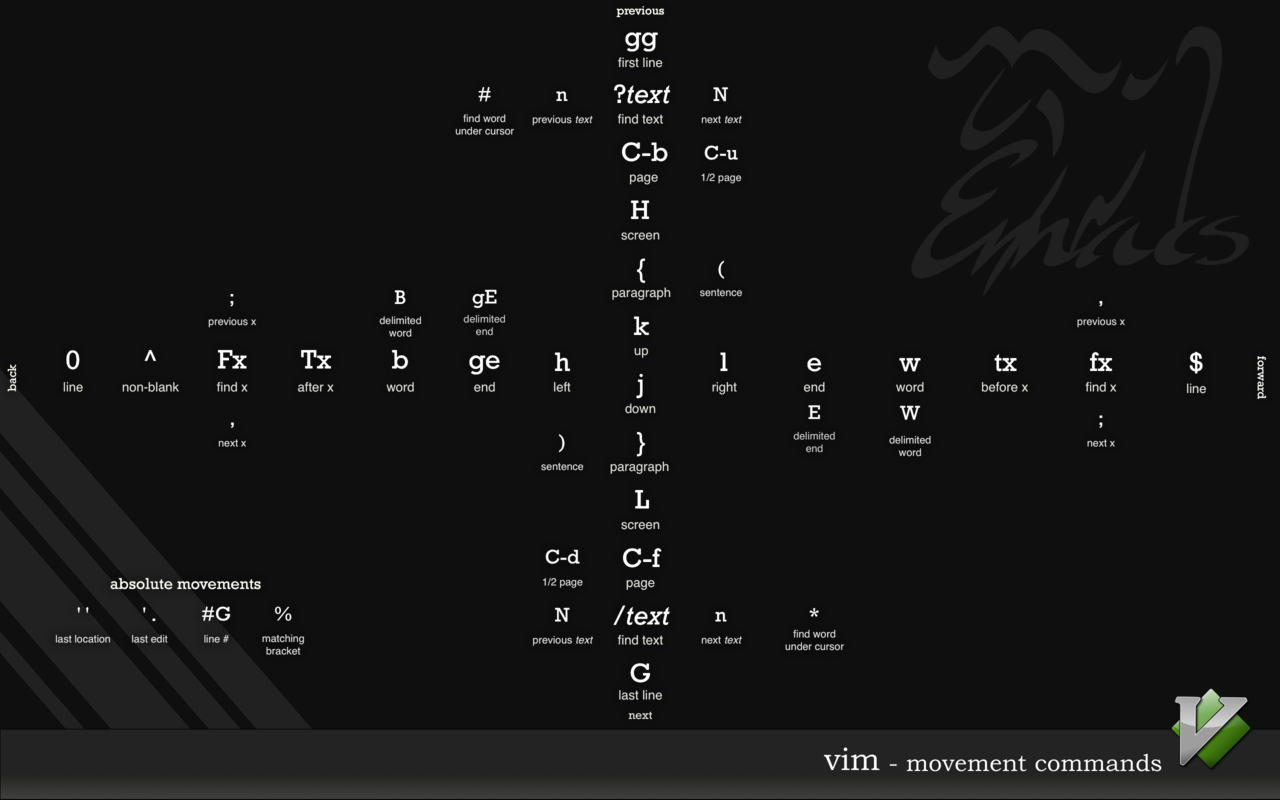 previous
gg
first line
# n ?text N
find word under cursor previous text find text next text
C-b C-u
page 1/2 page
H
screen
{ (
paragraph sentence
; B gE ,
previous x delimited word delimited end previous x
k
up
0 ^ Fx Tx b ge h l e w tx fx $
back line non-blank find x after x word end left right end word before x find x line forward
j
down
, E W ;
next x delimited end delimited word next x
) }
sentence paragraph
L
screen
C-d C-f
1/2 page page
absolute movements
'' '. #G %
last location last edit line # matching bracket
N /text n *
previous text find text next text find word under cursor
G
last line
next
Emacs
vim - movement commands